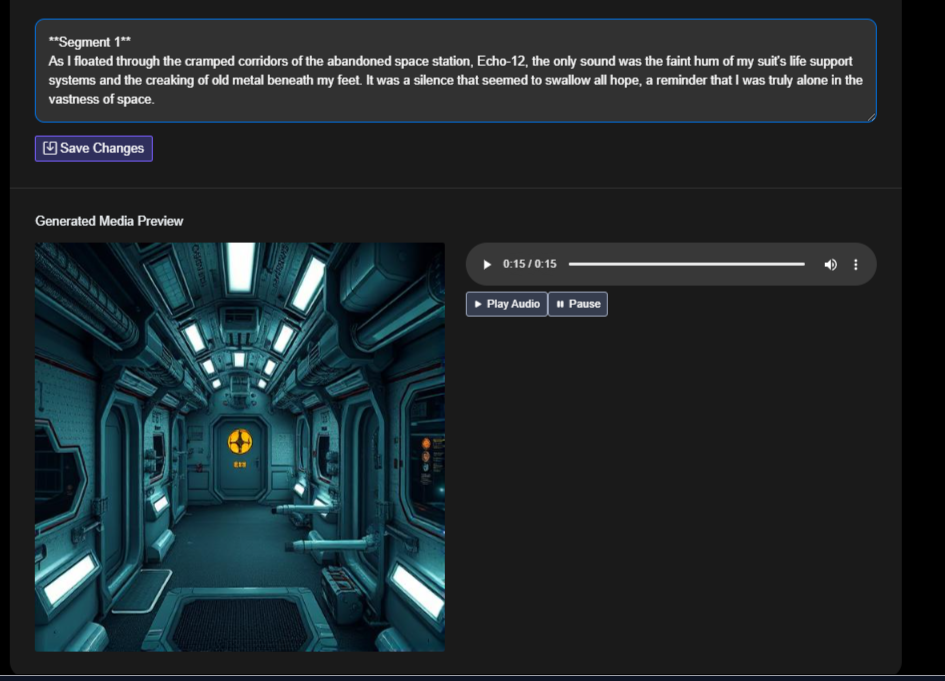 **Segment 1**
As I floated through the cramped corridors of the abandoned space station, Echo-12, the only sound was the faint hum of my suit's life support
systems and the creaking of old metal beneath my feet. It was a silence that seemed to swallow all hope, a reminder that I was truly alone in the
vastness of space.
Save Changes
Generated Media Preview
0:15 / 0:15
Play Audio
Pause